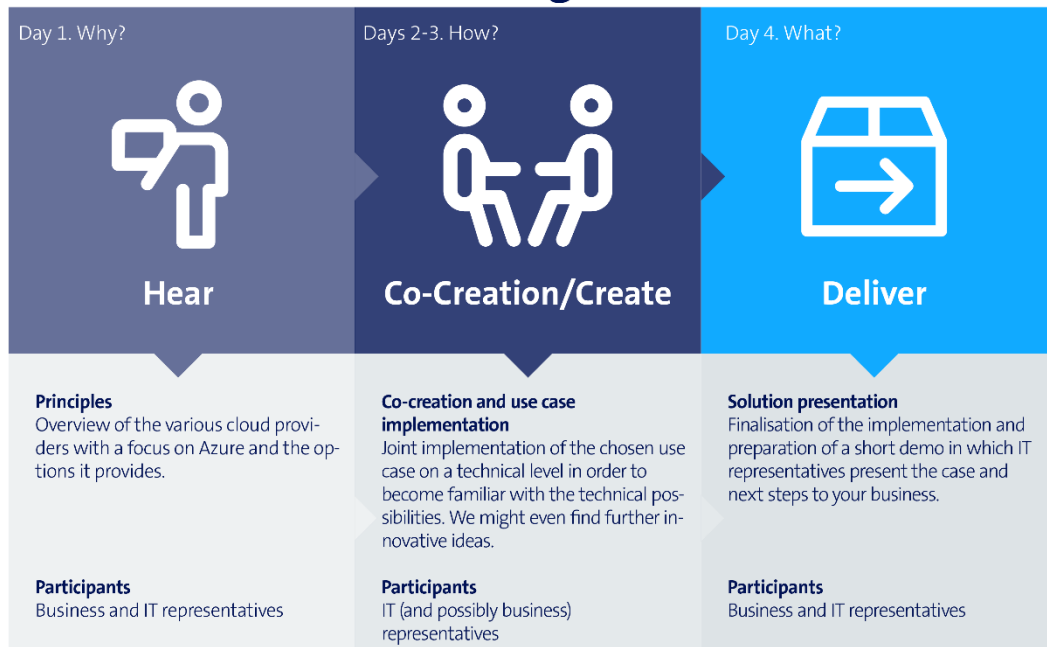 Day 1. Why?
Hear
Principles
Overview of the various cloud provi-
ders with a focus on Azure and the op-
tions it provides.
Participants
Business and IT representatives
Days 2-3. How?
Co-Creation/Create
Co-creation and use case
implementation
Joint implementation of the chosen use
case on a technical level in order to
become familiar with the technical pos-
sibilities. We might even find further in-
novative ideas.
Participants
IT (and possibly business)
representatives
Day 4. What?
Deliver
Solution presentation
Finalisation of the implementation and
preparation of a short demo in which IT
representatives present the case and
next steps to your business.
Participants
Business and IT representatives